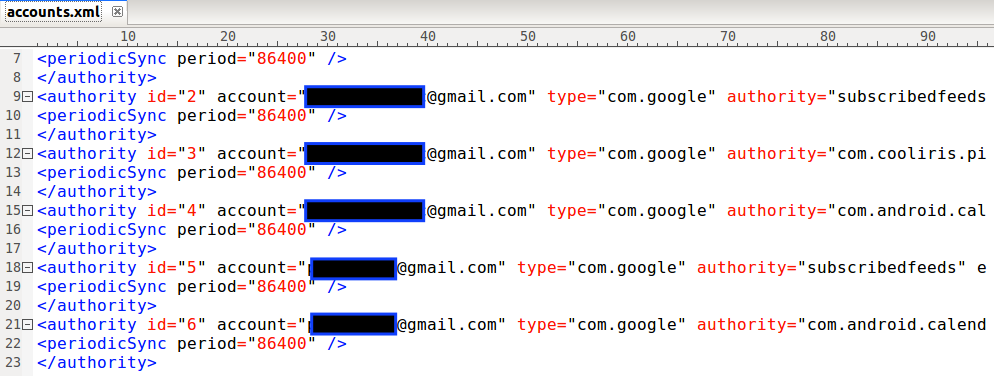 accounts.xml
10 20 30 40 50 60 70 80 90
7 <periodicSync period="86400" />
8 </authority>
9 <authority id="2" account="@gmail.com" type="com.google" authority="subscribedfeeds
10 <periodicSync period="86400" />
11 </authority>
12 <authority id="3" account="@gmail.com" type="com.google" authority="com.cooliris.pi
13 <periodicSync period="86400" />
14 </authority>
15 <authority id="4" account="@gmail.com" type="com.google" authority="com.android.cal
16 <periodicSync period="86400" />
17 </authority>
18 <authority id="5" account="@gmail.com" type="com.google" authority="subscribedfeeds" e
19 <periodicSync period="86400" />
20 </authority>
21 <authority id="6" account="@gmail.com" type="com.google" authority="com.android.calend
22 <periodicSync period="86400" />
23 </authority>